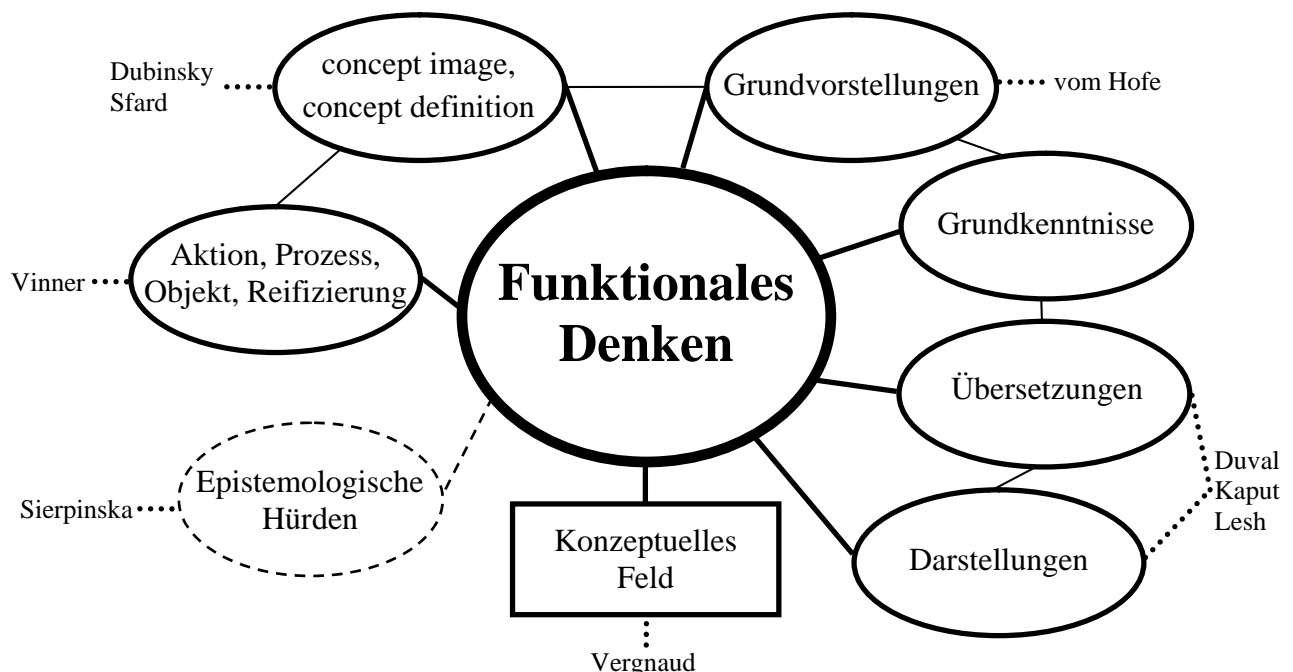 Dubinsky
Sfard
concept image,
concept definition
Grundvorstellungen
vom Hofe
Grundkenntnisse
Vinner
Aktion, Prozess,
Objekt, Reifizierung
Funktionales
Denken
Übersetzungen
Sierpinska
Epistemologische
Hürden
Konzeptuelles
Feld
Darstellungen
Duval
Kaput
Lesh
Vergnaud